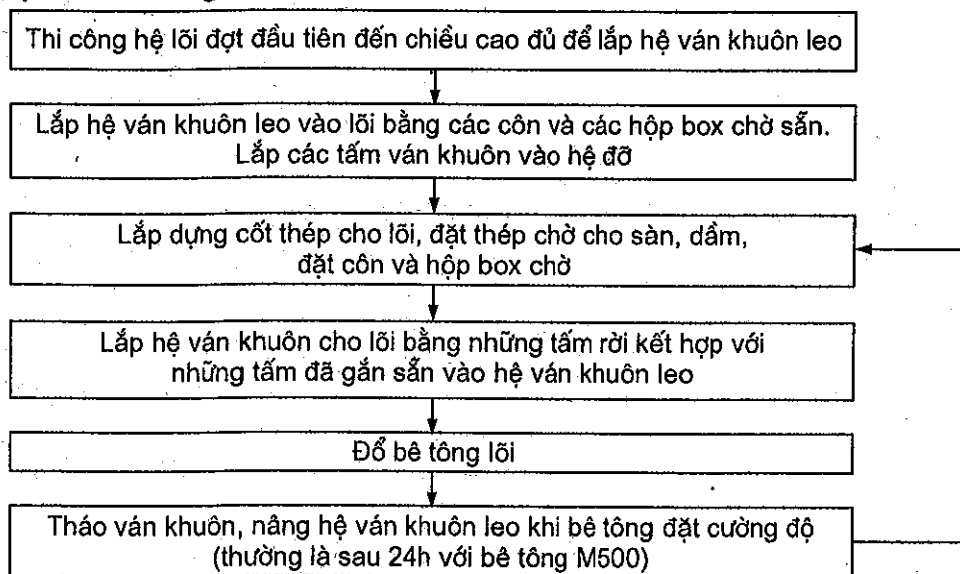 Thi công hệ lõi đợt đầu tiên đến chiều cao đủ để lắp hệ ván khuôn leo
Lắp hệ ván khuôn leo vào lõi bằng các côn và các hộp box chờ sẵn.
Lắp các tấm ván khuôn vào hệ đỡ
Lắp dựng cốt thép cho lõi, đặt thép chờ cho sàn, dầm,
đặt côn và hộp box chờ
Lắp hệ ván khuôn cho lõi bằng những tấm rời kết hợp với
những tấm đã gắn sẵn vào hệ ván khuôn leo
Đổ bê tông lõi
Tháo ván khuôn, nâng hệ ván khuôn leo khi bê tông đặt cường độ
(thường là sau 24h với bê tông M500)